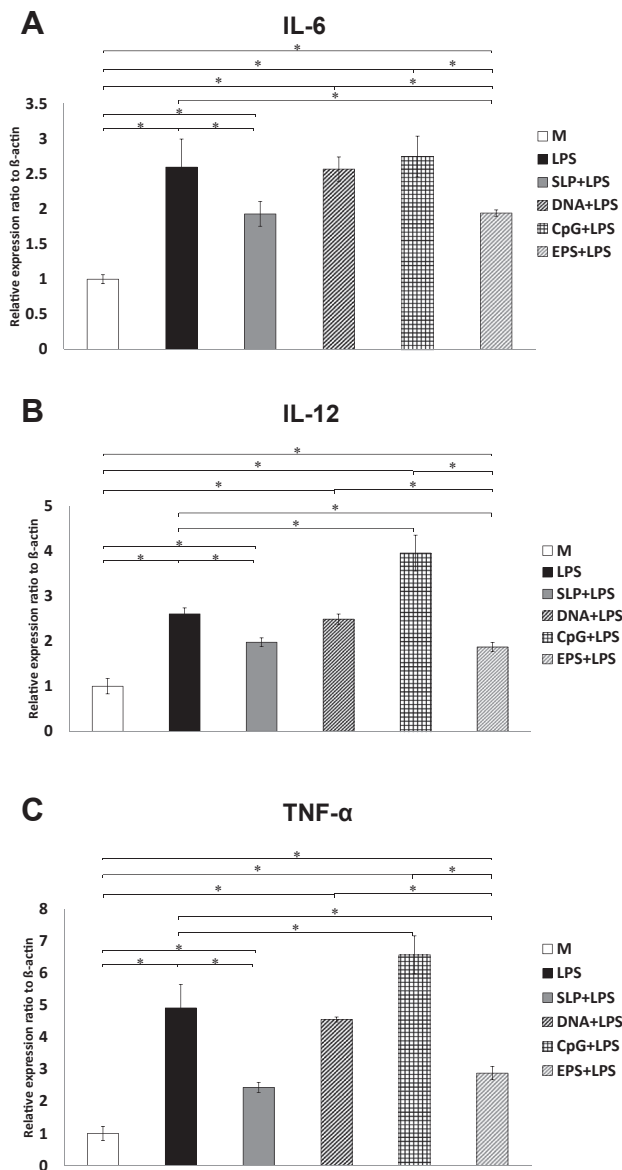 A
IL-6
* * * * * * * * *
Relative expression ratio to ß-actin
3.5
3
2.5
2
1.5
1
0.5
0
M
LPS
SLP+LPS
DNA+LPS
CpG+LPS
EPS+LPS
B
IL-12
* * * * * * * * * *
Relative expression ratio to ß-actin
5
4
3
2
1
0
M
LPS
SLP+LPS
DNA+LPS
CpG+LPS
EPS+LPS
C
TNF-α
* * * * * * * * * *
Relative expression ratio to ß-actin
8
7
6
5
4
3
2
1
0
M
LPS
SLP+LPS
DNA+LPS
CpG+LPS
EPS+LPS